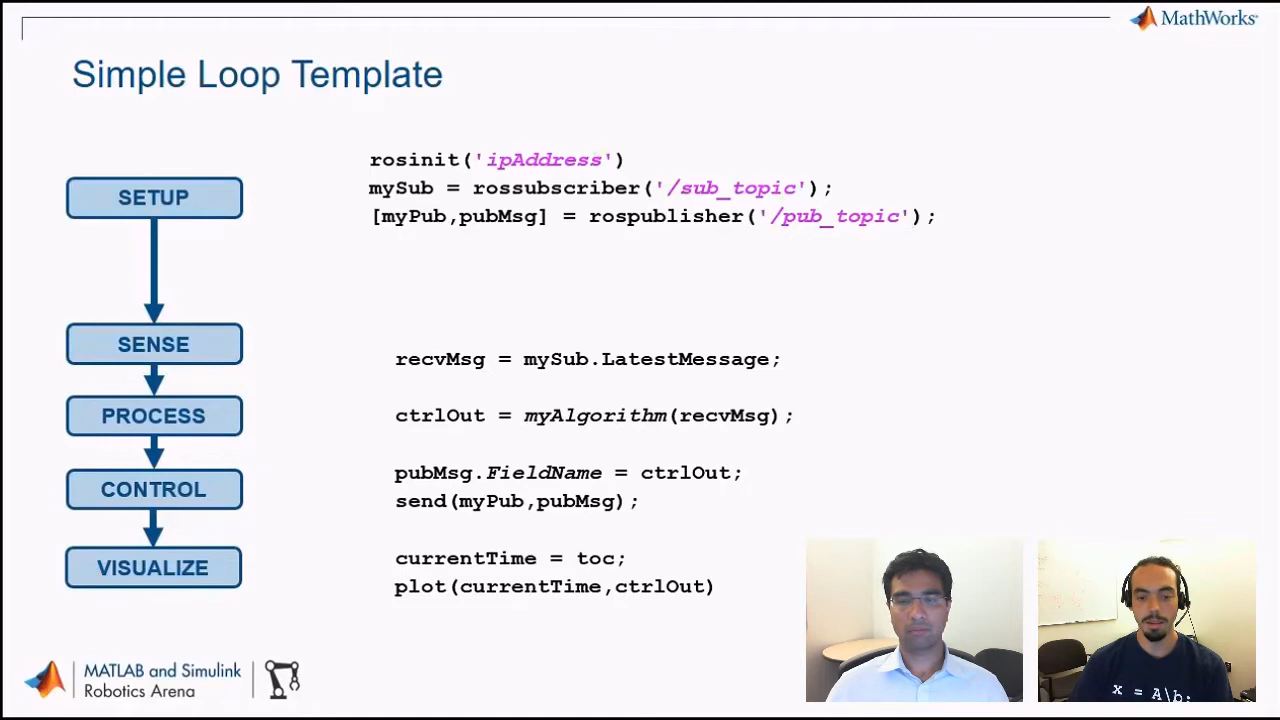 MathWorks®
Simple Loop Template
SETUP
rosinit('ipAddress')
mySub = rossubscriber('/sub_topic');
[myPub,pubMsg] = rospublisher('/pub_topic');
SENSE
recvMsg = mySub.LatestMessage;
PROCESS
ctrlOut = myAlgorithm(recvMsg);
CONTROL
pubMsg.FieldName = ctrlOut;
send(myPub,pubMsg);
VISUALIZE
currentTime = toc;
plot(currentTime,ctrlOut)
MATLAB and Simulink
Robotics Arena
x = A\b;